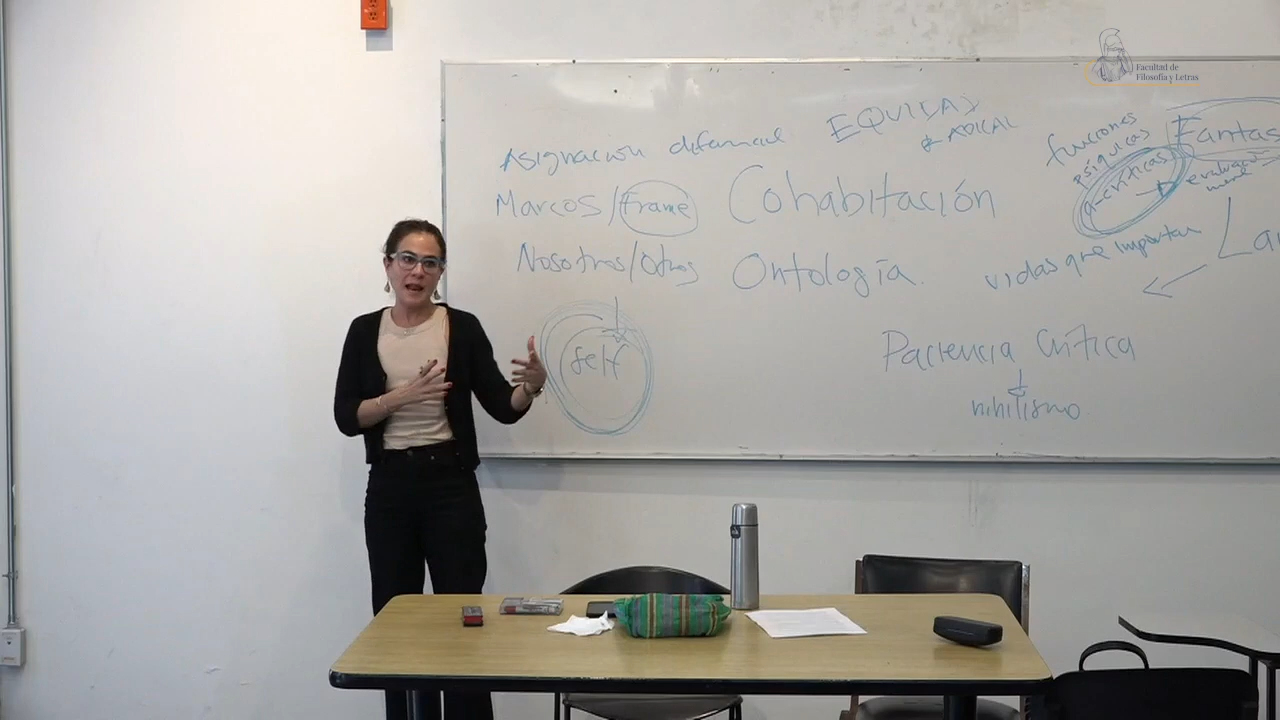 Facultad de
Filosofía y Letras
Asignación diferencial
EQUIDAD
RADICAL
Marcos/Frame
Cohabitación
Nosotros/Otros
Ontología.
self
funciones
psíquicas
a-críticas
Fantas
vidas que importan
Paciencia Crítica
nihilismo